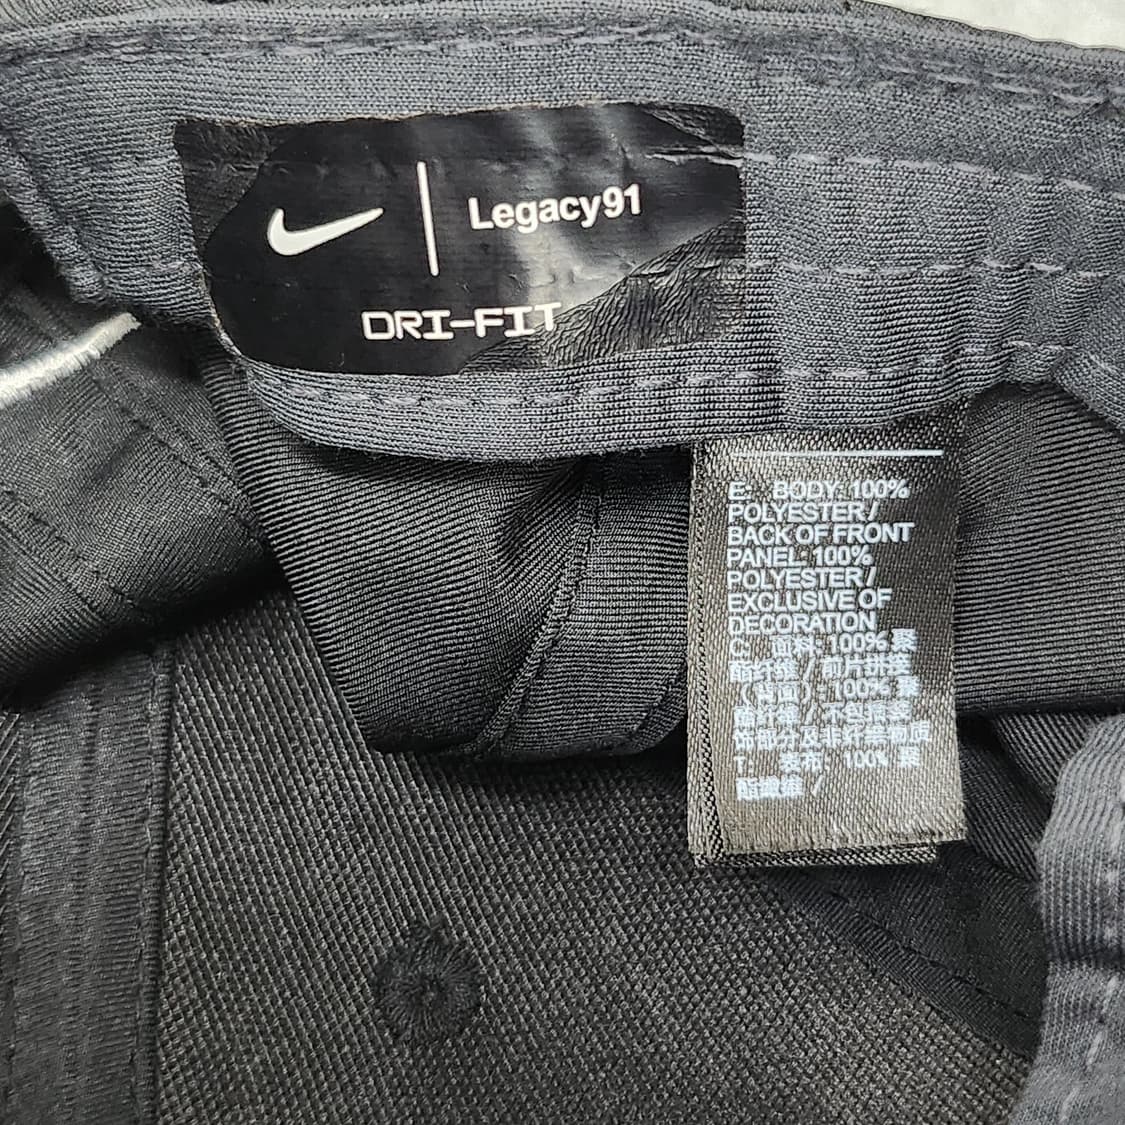 Legacy91
DRI-FIT
E: BODY: 100%
POLYESTER /
BACK OF FRONT
PANEL: 100%
POLYESTER /
EXCLUSIVE OF
DECORATION
C: 面料: 100% 聚
酯纤维 / 前片拼接
(背面): 100% 聚
酯纤维 / 不包括装
饰部分及非纤维物质
T: 表布: 100% 聚
酯纖維 /